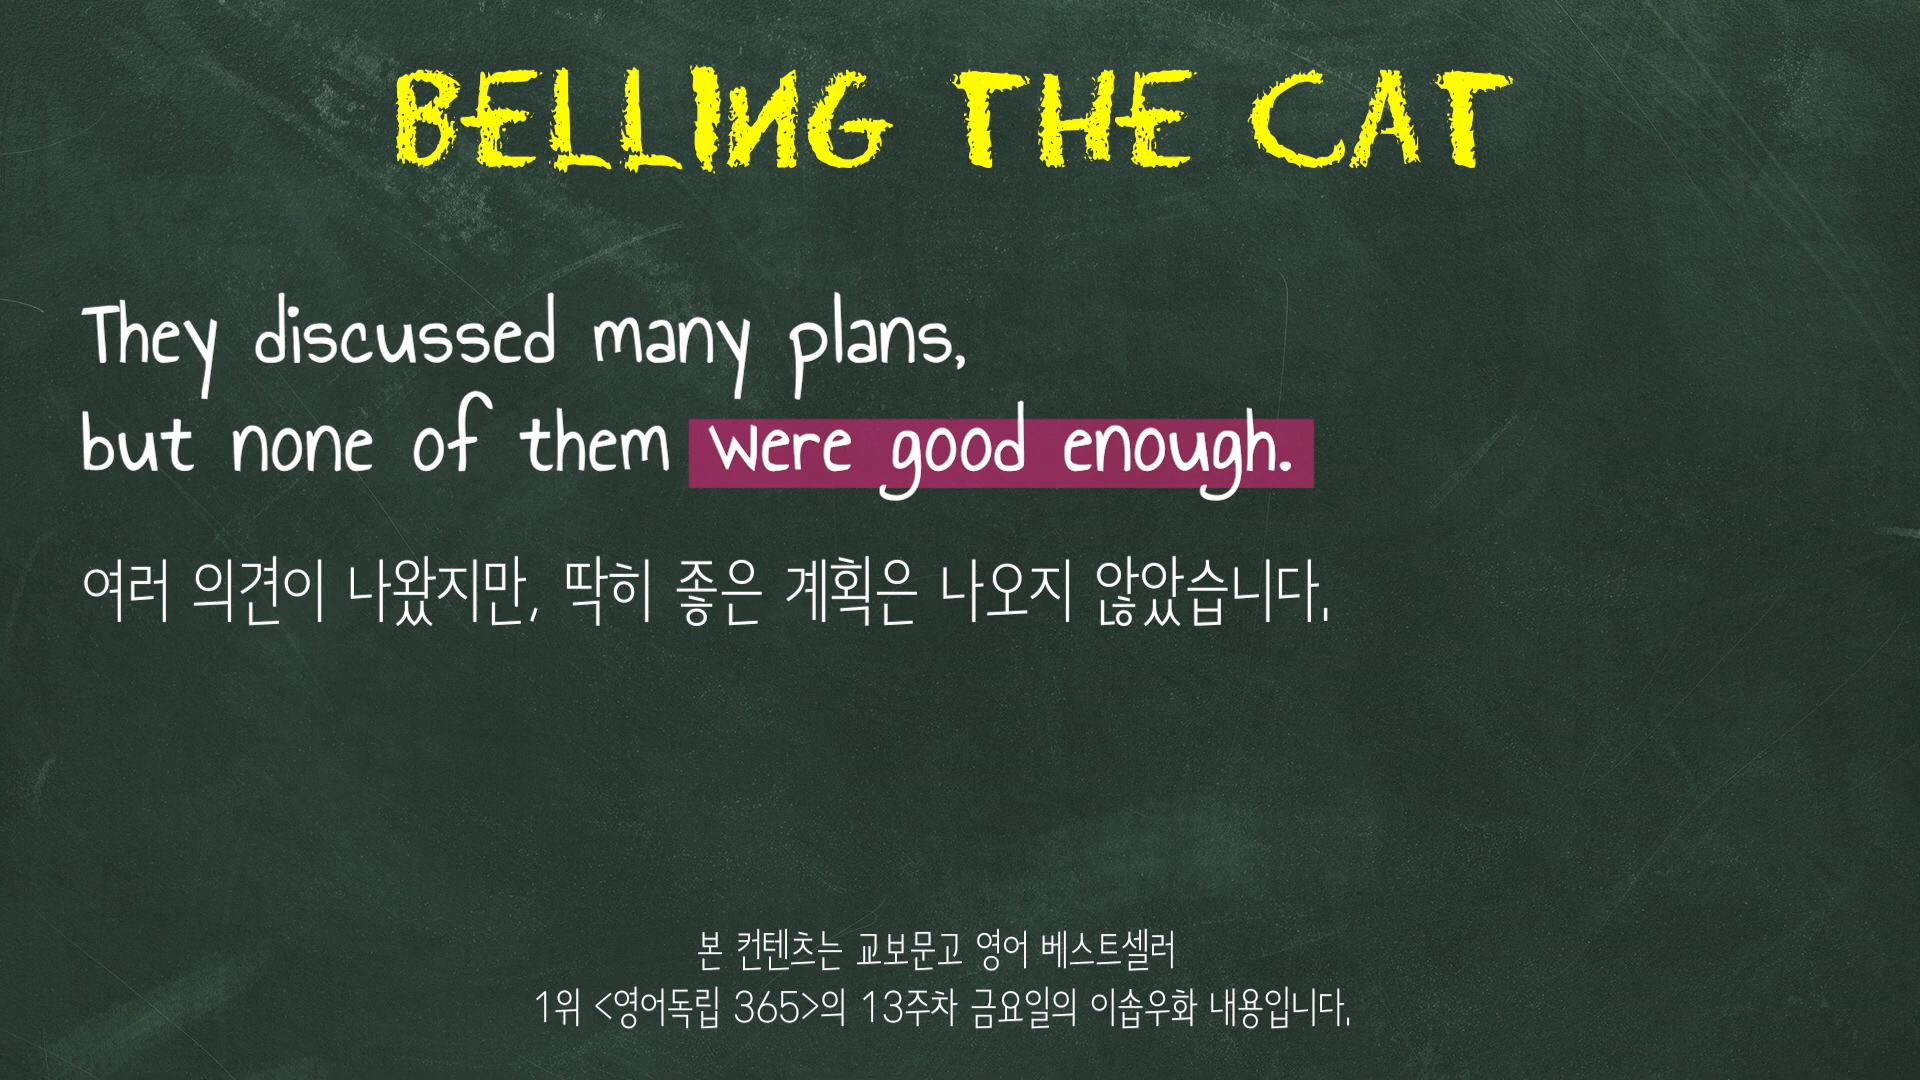 BELLING THE CAT
They discussed many plans,
but none of them were good enough.
여러 의견이 나왔지만, 딱히 좋은 계획은 나오지 않았습니다.
본 컨텐츠는 교보문고 영어 베스트셀러
1위 <영어독립 365>의 13주차 금요일의 이솝우화 내용입니다.